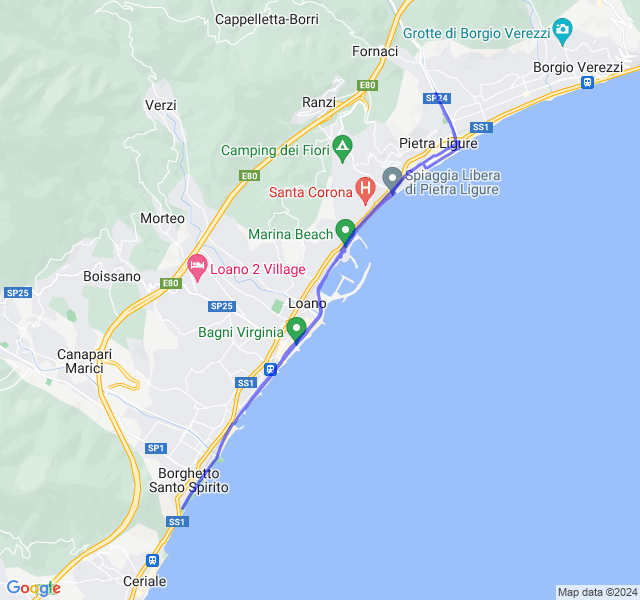 Cappelletta-Borri
Grotte di Borgio Verezzi
Fornaci
Borgio Verezzi
E80
SP24
Verzi
Ranzi
SS1
Pietra Ligure
Camping dei Fiori
E80
Spiaggia Libera
di Pietra Ligure
Santa Corona
H
Morteo
Marina Beach
Loano 2 Village
Boissano
E80
SP25
SP25
Loano
Bagni Virginia
Canapari
Marici
SS1
SP1
Borghetto
Santo Spirito
SS1
Ceriale
Google
Map data ©2024